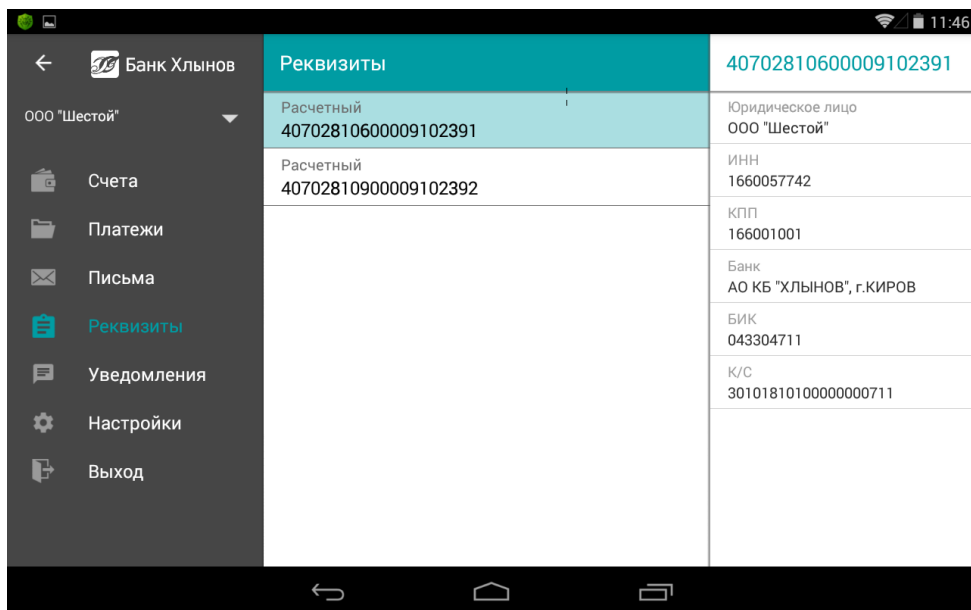 11:46
Банк Хлынов
ООО "Шестой"
Счета
Платежи
Письма
Реквизиты
Уведомления
Настройки
Выход
Реквизиты
Расчетный
40702810600009102391
Расчетный
40702810900009102392
40702810600009102391
Юридическое лицо
ООО "Шестой"
ИНН
1660057742
КПП
166001001
Банк
АО КБ "ХЛЫНОВ", г.КИРОВ
БИК
043304711
К/С
30101810100000000711